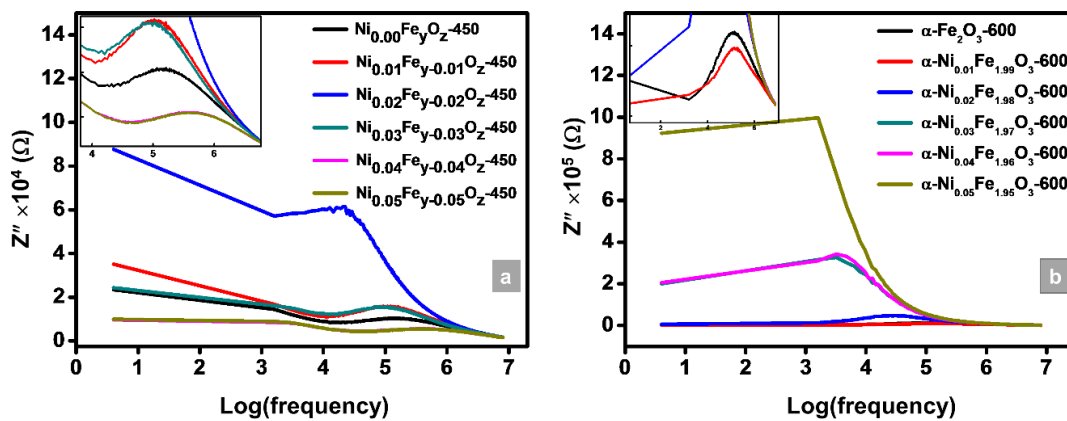 14
12
10
8
6
4
2
0
Z″ ×10⁴ (Ω)
4 5 6
Ni₀.₀₀FeyOz-450
Ni₀.₀₁Fey-0.01Oz-450
Ni₀.₀₂Fey-0.02Oz-450
Ni₀.₀₃Fey-0.03Oz-450
Ni₀.₀₄Fey-0.04Oz-450
Ni₀.₀₅Fey-0.05Oz-450
a
0 1 2 3 4 5 6 7
Log(frequency)
14
12
10
8
6
4
2
0
Z″ ×10⁵ (Ω)
2 4 6
α-Fe₂O₃-600
α-Ni₀.₀₁Fe₁.₉₉O₃-600
α-Ni₀.₀₂Fe₁.₉₈O₃-600
α-Ni₀.₀₃Fe₁.₉₇O₃-600
α-Ni₀.₀₄Fe₁.₉₆O₃-600
α-Ni₀.₀₅Fe₁.₉₅O₃-600
b
0 1 2 3 4 5 6 7
Log(frequency)